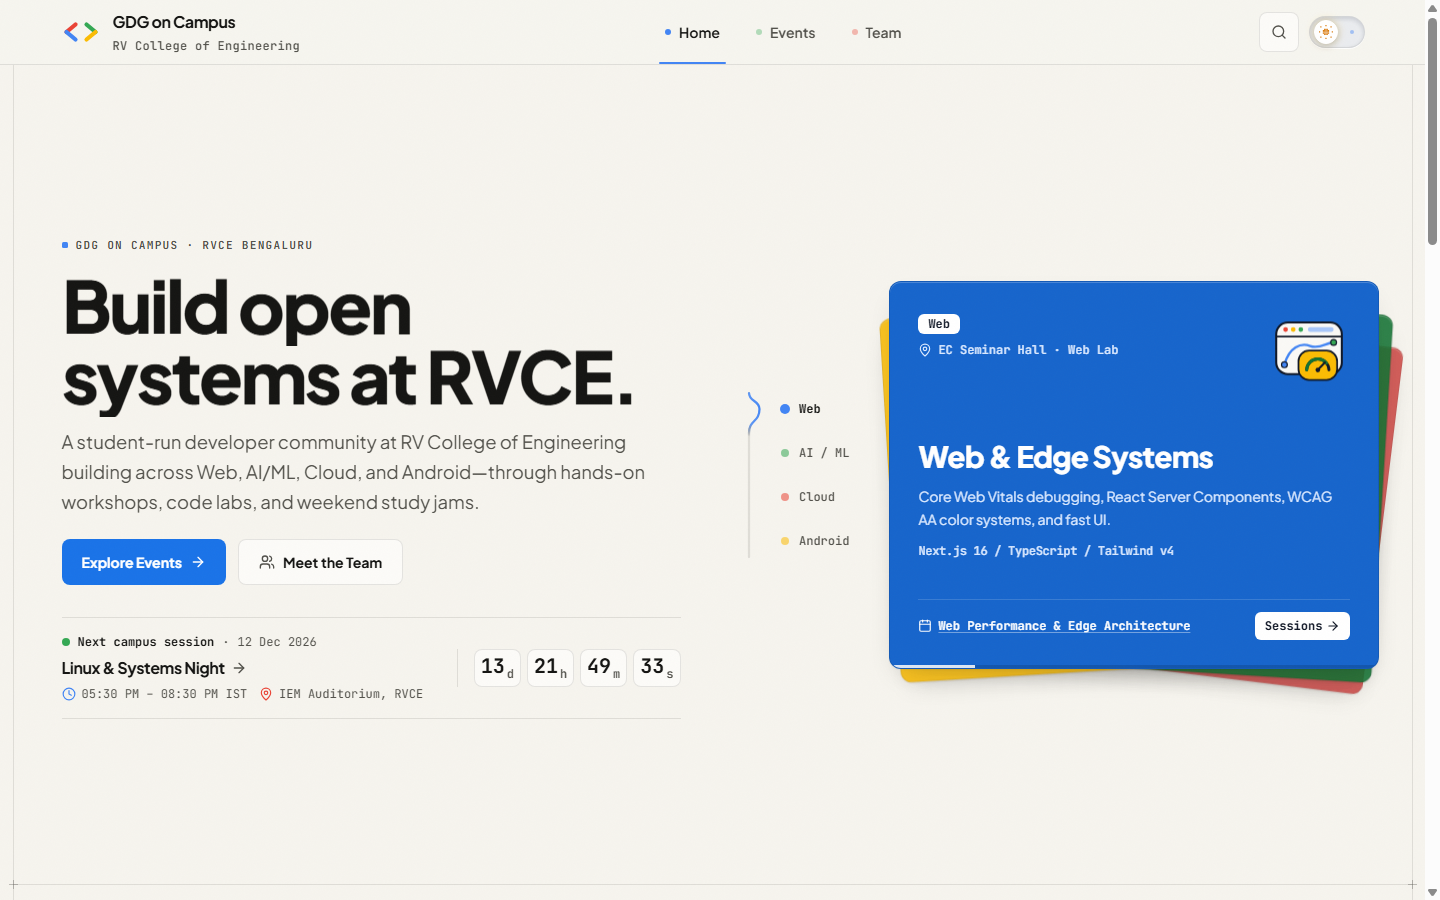 GDG on Campus
RV College of Engineering
Home
Events
Team
GDG ON CAMPUS · RVCE BENGALURU
Build open
systems at RVCE.
A student-run developer community at RV College of Engineering
building across Web, AI/ML, Cloud, and Android—through hands-on
workshops, code labs, and weekend study jams.
Explore Events →
Meet the Team
Next campus session · 12 Dec 2026
Linux & Systems Night →
05:30 PM – 08:30 PM IST
IEM Auditorium, RVCE
13 d
21 h
49 m
33 s
Web
AI / ML
Cloud
Android
Web
EC Seminar Hall · Web Lab
Web & Edge Systems
Core Web Vitals debugging, React Server Components, WCAG
AA color systems, and fast UI.
Next.js 16 / TypeScript / Tailwind v4
Web Performance & Edge Architecture
Sessions →